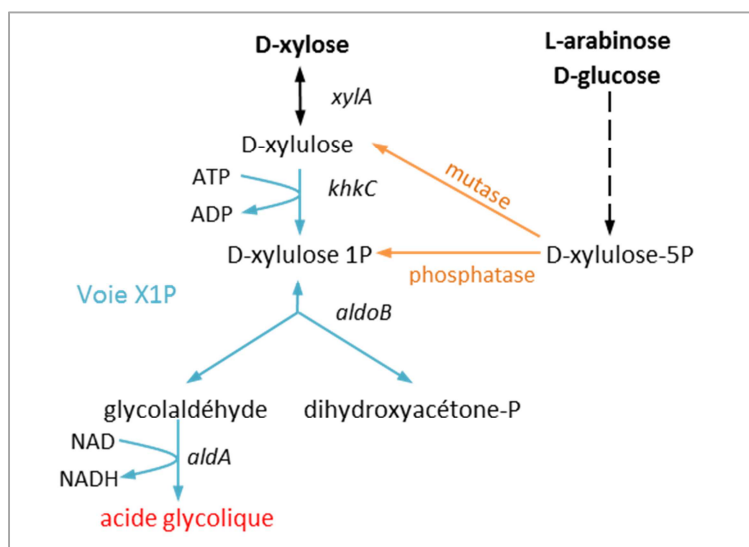 D-xylose
L-arabinose
D-glucose
xylA
D-xylulose
ATP
khkC
ADP
mutase
D-xylulose 1P
D-xylulose-5P
phosphatase
Voie X1P
aldoB
glycolaldéhyde
dihydroxyacétone-P
NAD
aldA
NADH
acide glycolique